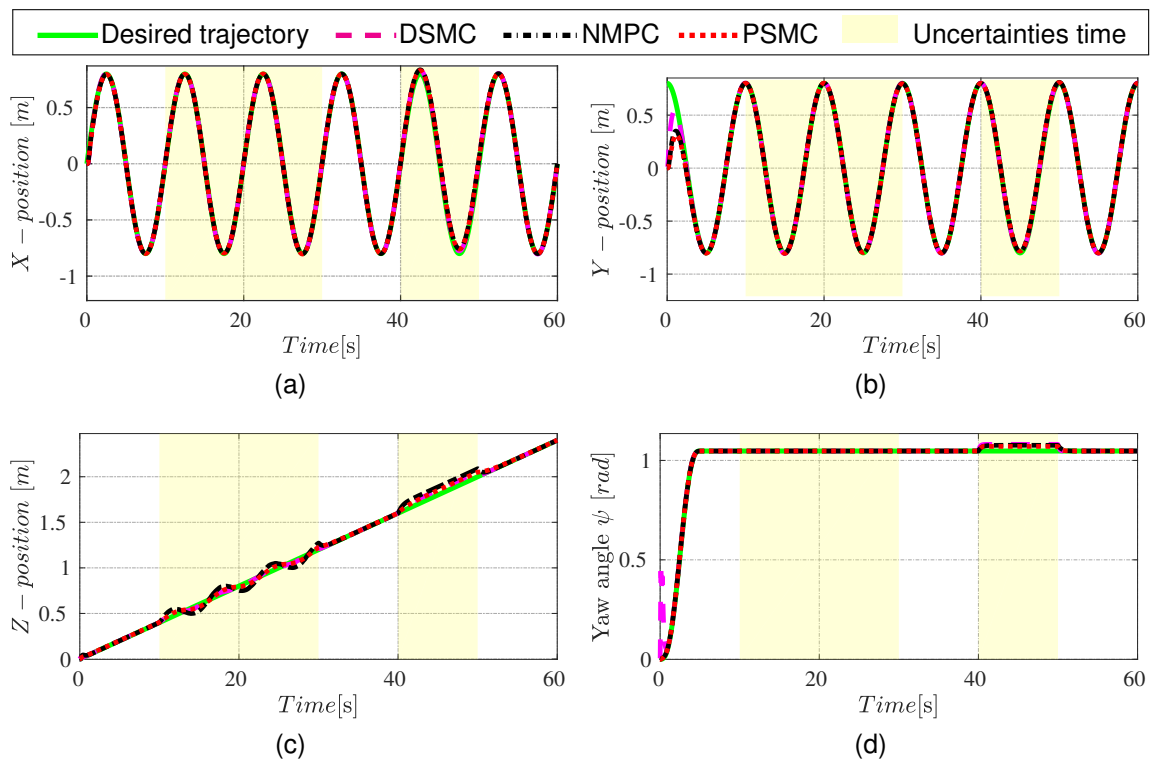 Desired trajectory DSMC NMPC PSMC Uncertainties time
X − position [m]
0.5
0
-0.5
-1
0 20 40 60
Time[s]
(a)
Y − position [m]
0.5
0
-0.5
-1
0 20 40 60
Time[s]
(b)
Z − position [m]
2
1.5
1
0.5
0
0 20 40 60
Time[s]
(c)
Yaw angle ψ [rad]
1
0.5
0
0 20 40 60
Time[s]
(d)